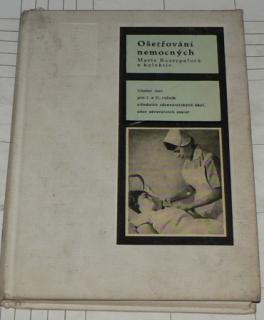 Ošetřování
nemocných
Marie Rozsypalová
a kolektiv
Učební text
pro I. a II. ročník
středních zdravotnických škol,
obor zdravotních sester